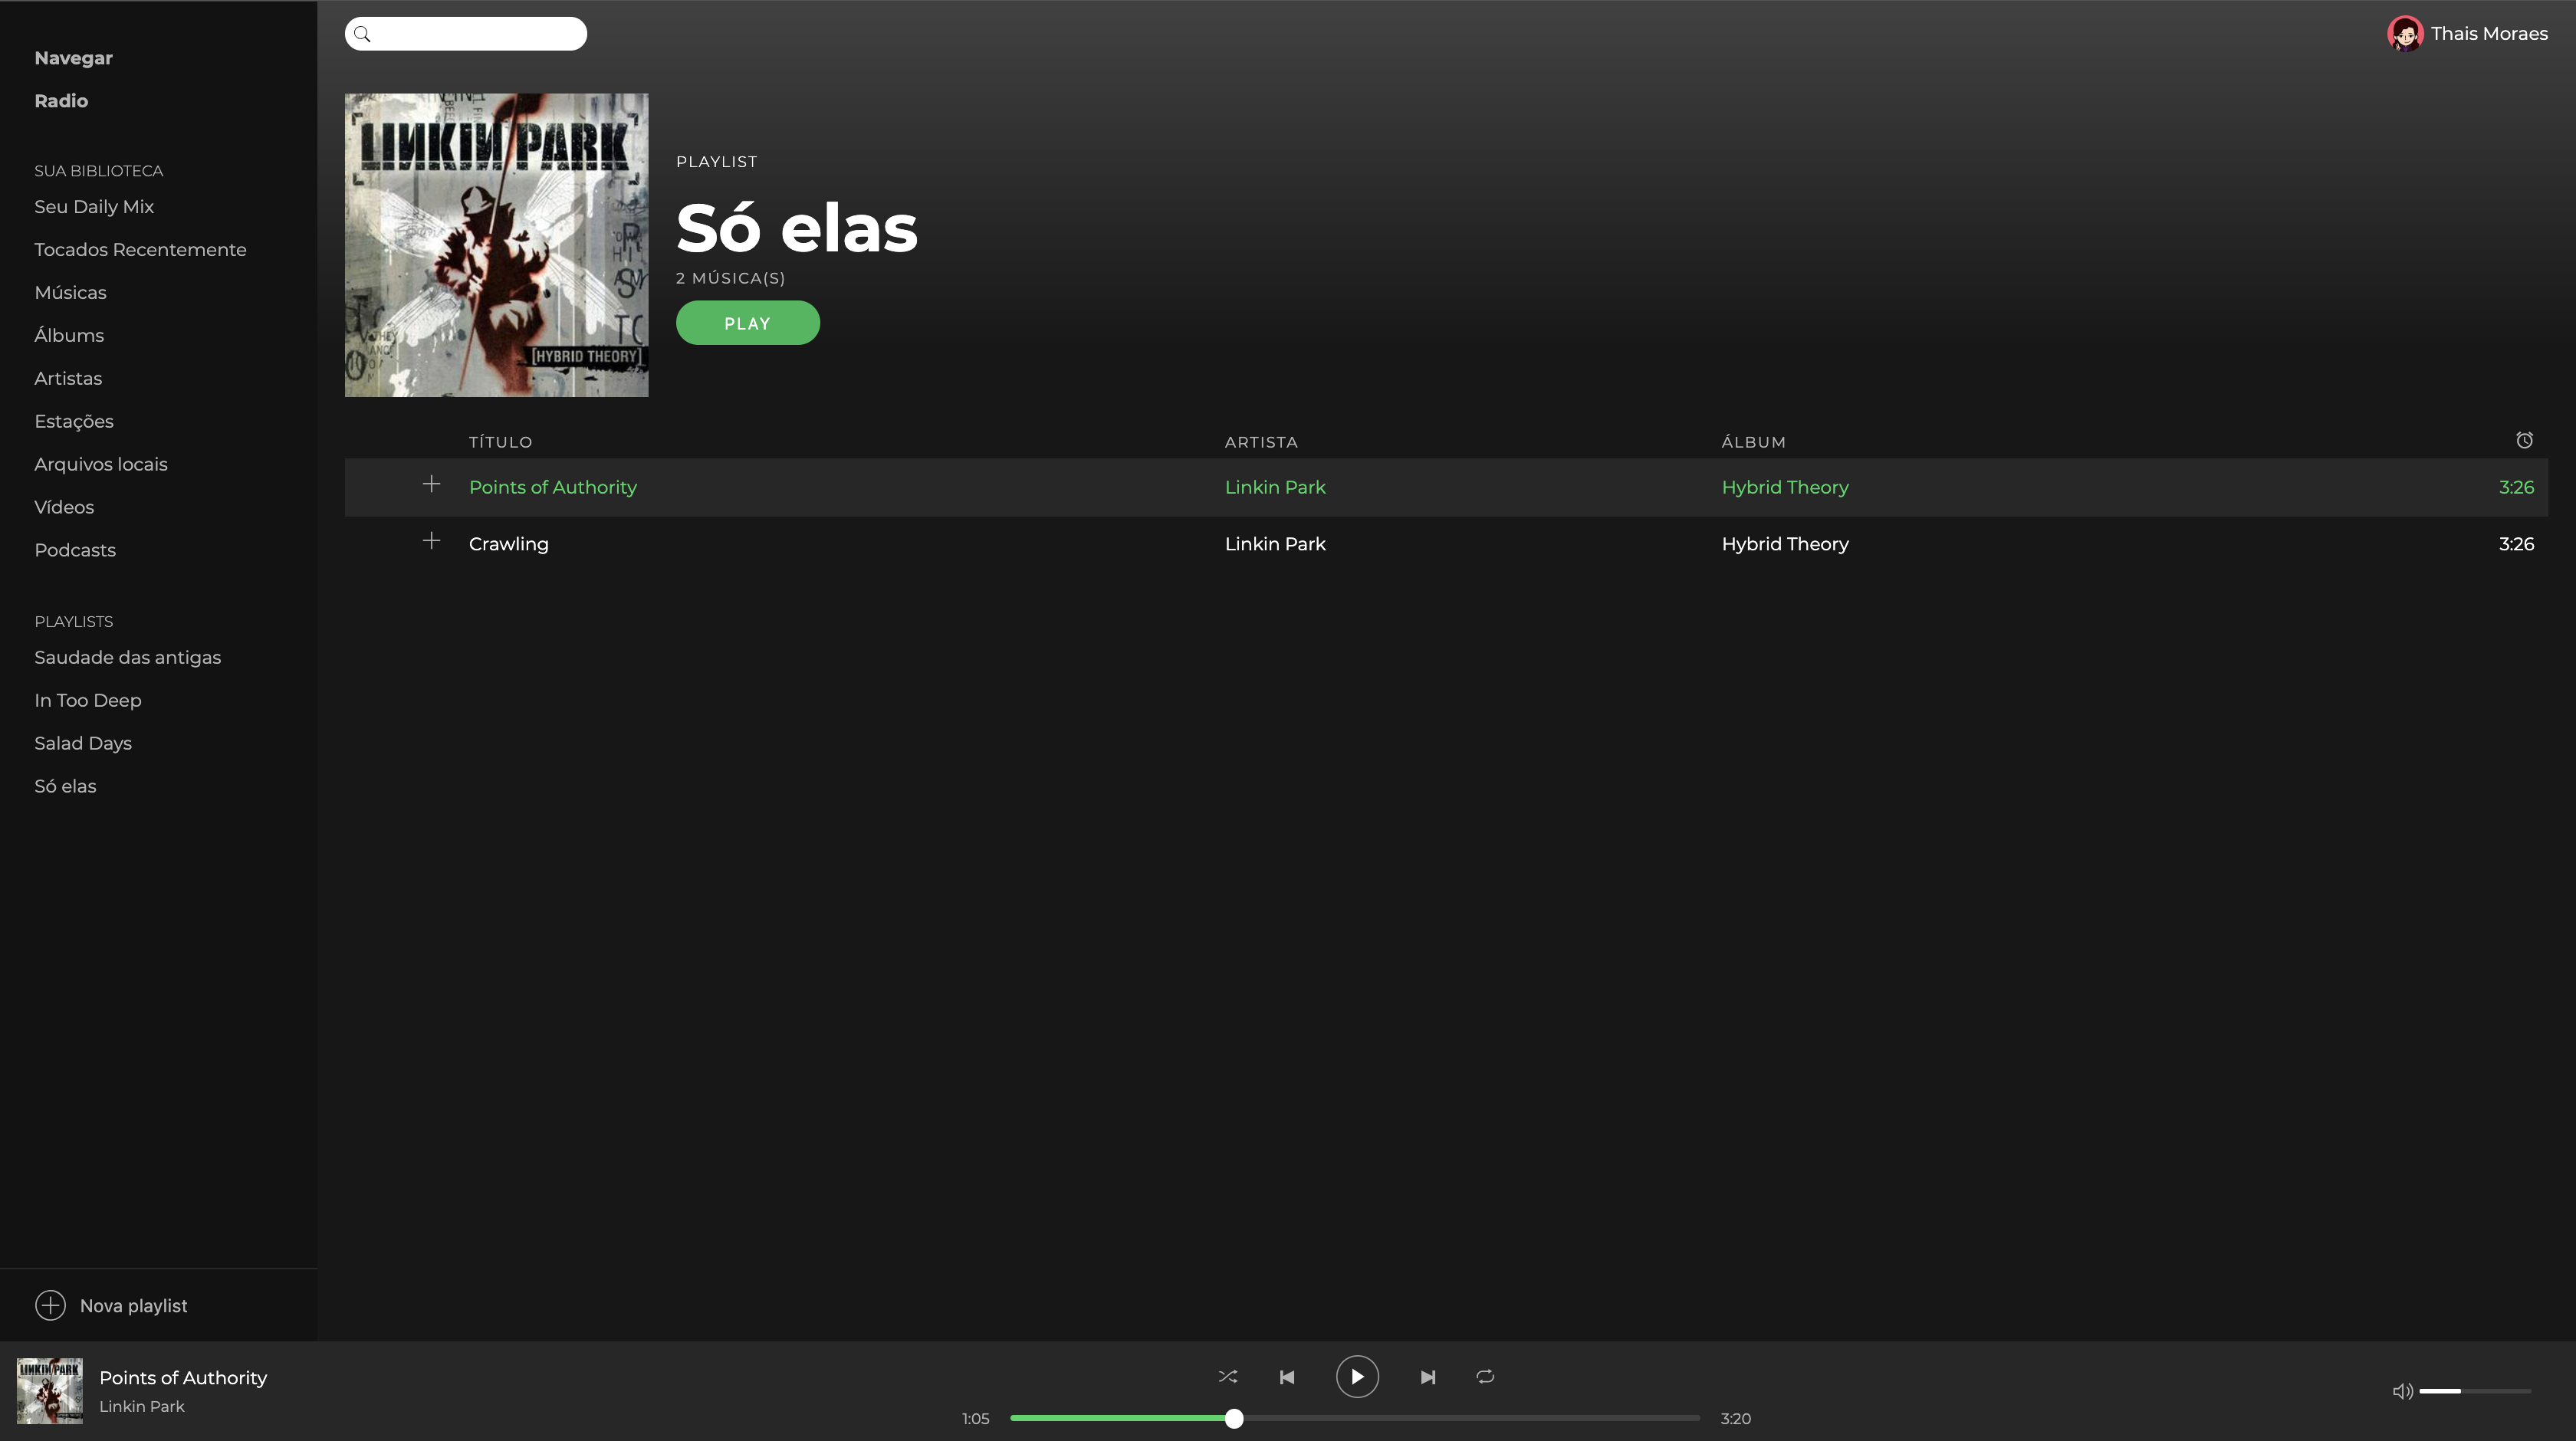 Navegar
Radio
SUA BIBLIOTECA
Seu Daily Mix
Tocados Recentemente
Músicas
Álbums
Artistas
Estações
Arquivos locais
Vídeos
Podcasts
PLAYLISTS
Saudade das antigas
In Too Deep
Salad Days
Só elas
Nova playlist
Thais Moraes
LINKIN PARK
[HYBRID THEORY]
PLAYLIST
Só elas
2 MÚSICA(S)
PLAY
TÍTULO ARTISTA ÁLBUM
Points of Authority Linkin Park Hybrid Theory 3:26
Crawling Linkin Park Hybrid Theory 3:26
LINKIN PARK
Points of Authority
Linkin Park
1:05 3:20